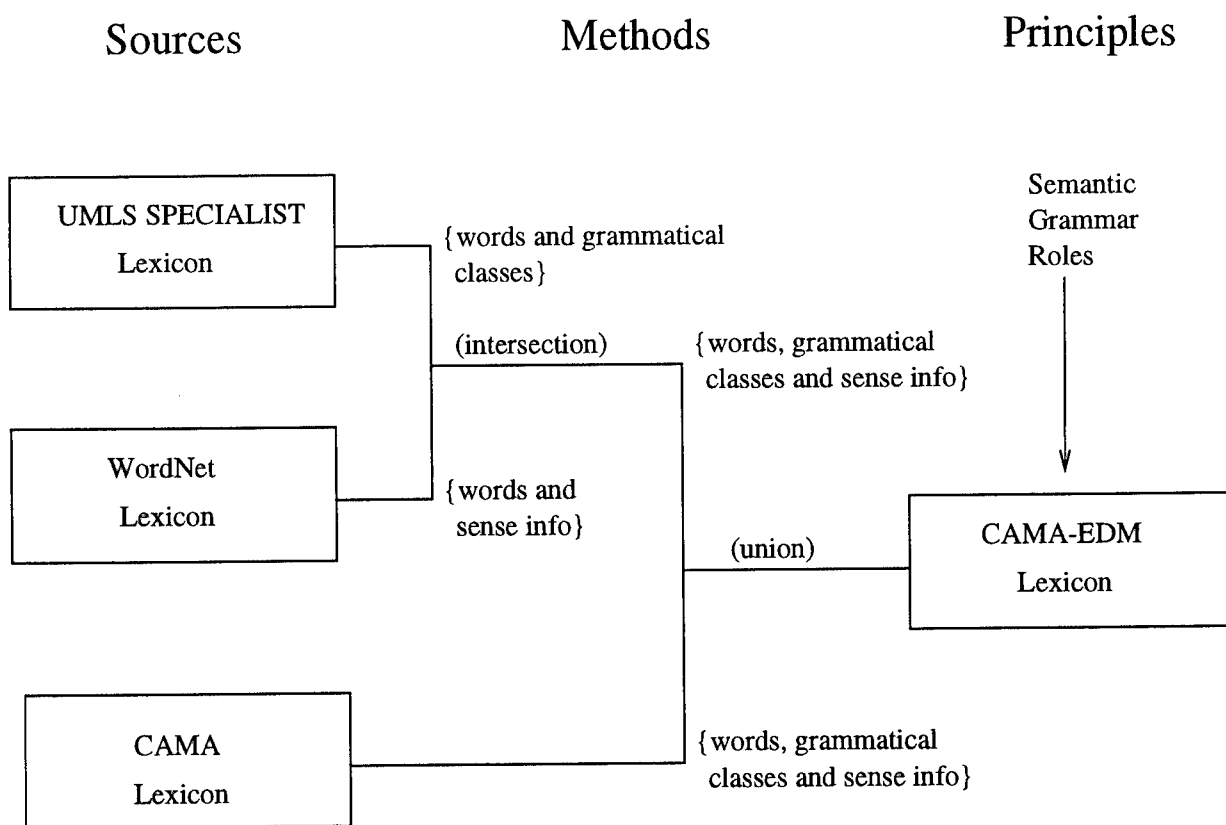 Sources
Methods
Principles
UMLS SPECIALIST
Lexicon
{words and grammatical
classes}
Semantic
Grammar
Roles
(intersection)
{words, grammatical
classes and sense info}
WordNet
Lexicon
{words and
sense info}
(union)
CAMA-EDM
Lexicon
CAMA
Lexicon
{words, grammatical
classes and sense info}